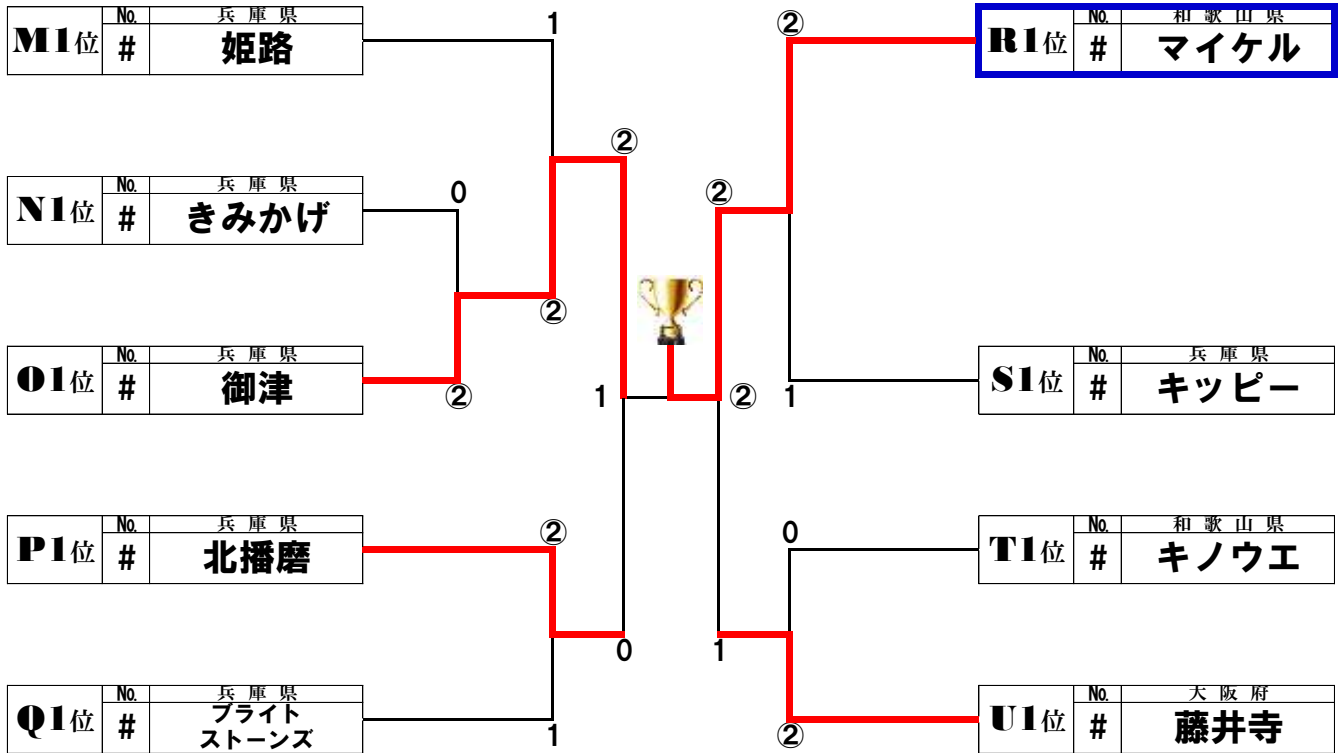 M1位 No. # 兵庫県 姫路
N1位 No. # 兵庫県 きみかげ
O1位 No. # 兵庫県 御津
P1位 No. # 兵庫県 北播磨
Q1位 No. # 兵庫県 ブライト
ストーンズ
1
0
②
②
②
②
1
②
0
1
②
②
②
1
0
1
②
R1位 No. # 和歌山県 マイケル
S1位 No. # 兵庫県 キッピー
T1位 No. # 和歌山県 キノウエ
U1位 No. # 大阪府 藤井寺